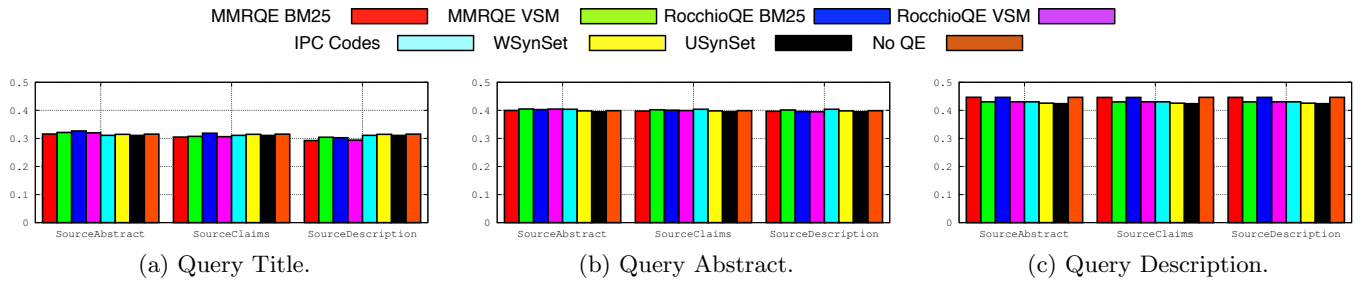 MMRQE BM25 MMRQE VSM RocchioQE BM25 RocchioQE VSM
IPC Codes WSynSet USynSet No QE
0.5
0.4
0.3
0.2
0.1
0
SourceAbstract SourceClaims SourceDescription
(a) Query Title.
0.5
0.4
0.3
0.2
0.1
0
SourceAbstract SourceClaims SourceDescription
(b) Query Abstract.
0.5
0.4
0.3
0.2
0.1
0
SourceAbstract SourceClaims SourceDescription
(c) Query Description.